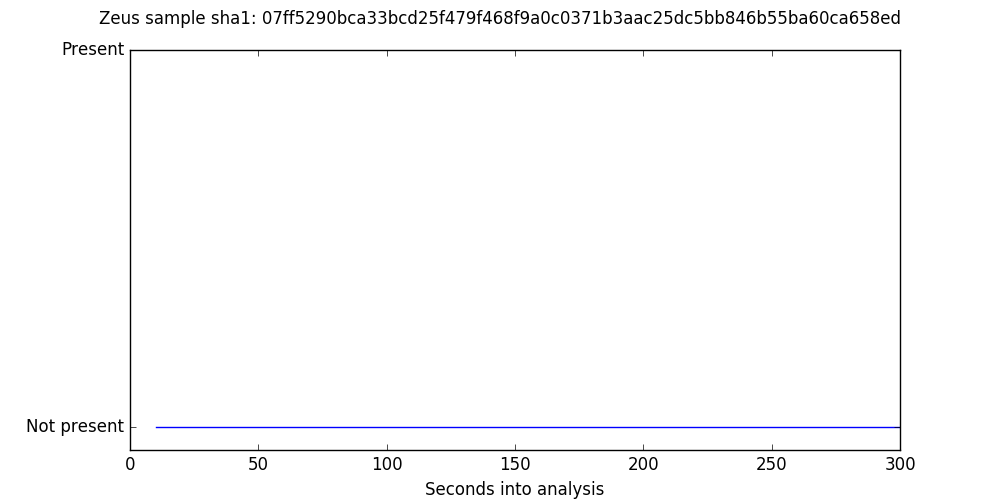 Zeus sample sha1: 07ff5290bca33bcd25f479f468f9a0c0371b3aac25dc5bb846b55ba60ca658ed
Present
Not present
0 50 100 150 200 250 300
Seconds into analysis